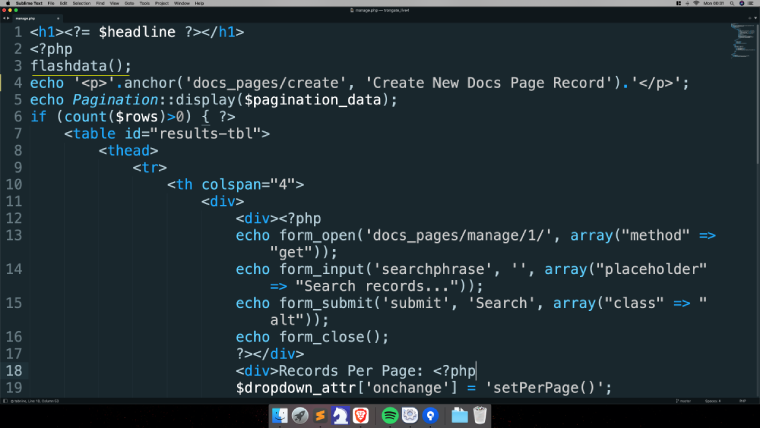 Sublime Text File Edit Selection Find View Goto Tools Project Window Help
Mon 00:31
manage.php — trongate_live4
manage.php
1 <h1><?= $headline ?></h1>
2 <?php
3 flashdata();
4 echo '<p>'.anchor('docs_pages/create', 'Create New Docs Page Record').'</p>';
5 echo Pagination::display($pagination_data);
6 if (count($rows)>0) { ?>
7 <table id="results-tbl">
8 <thead>
9 <tr>
10 <th colspan="4">
11 <div>
12 <div><?php
13 echo form_open('docs_pages/manage/1/', array("method" =>
"get"));
14 echo form_input('searchphrase', '', array("placeholder"
=> "Search records..."));
15 echo form_submit('submit', 'Search', array("class" => "
alt"));
16 echo form_close();
17 ?></div>
18 <div>Records Per Page: <?php
19 $dropdown_attr['onchange'] = 'setPerPage()';